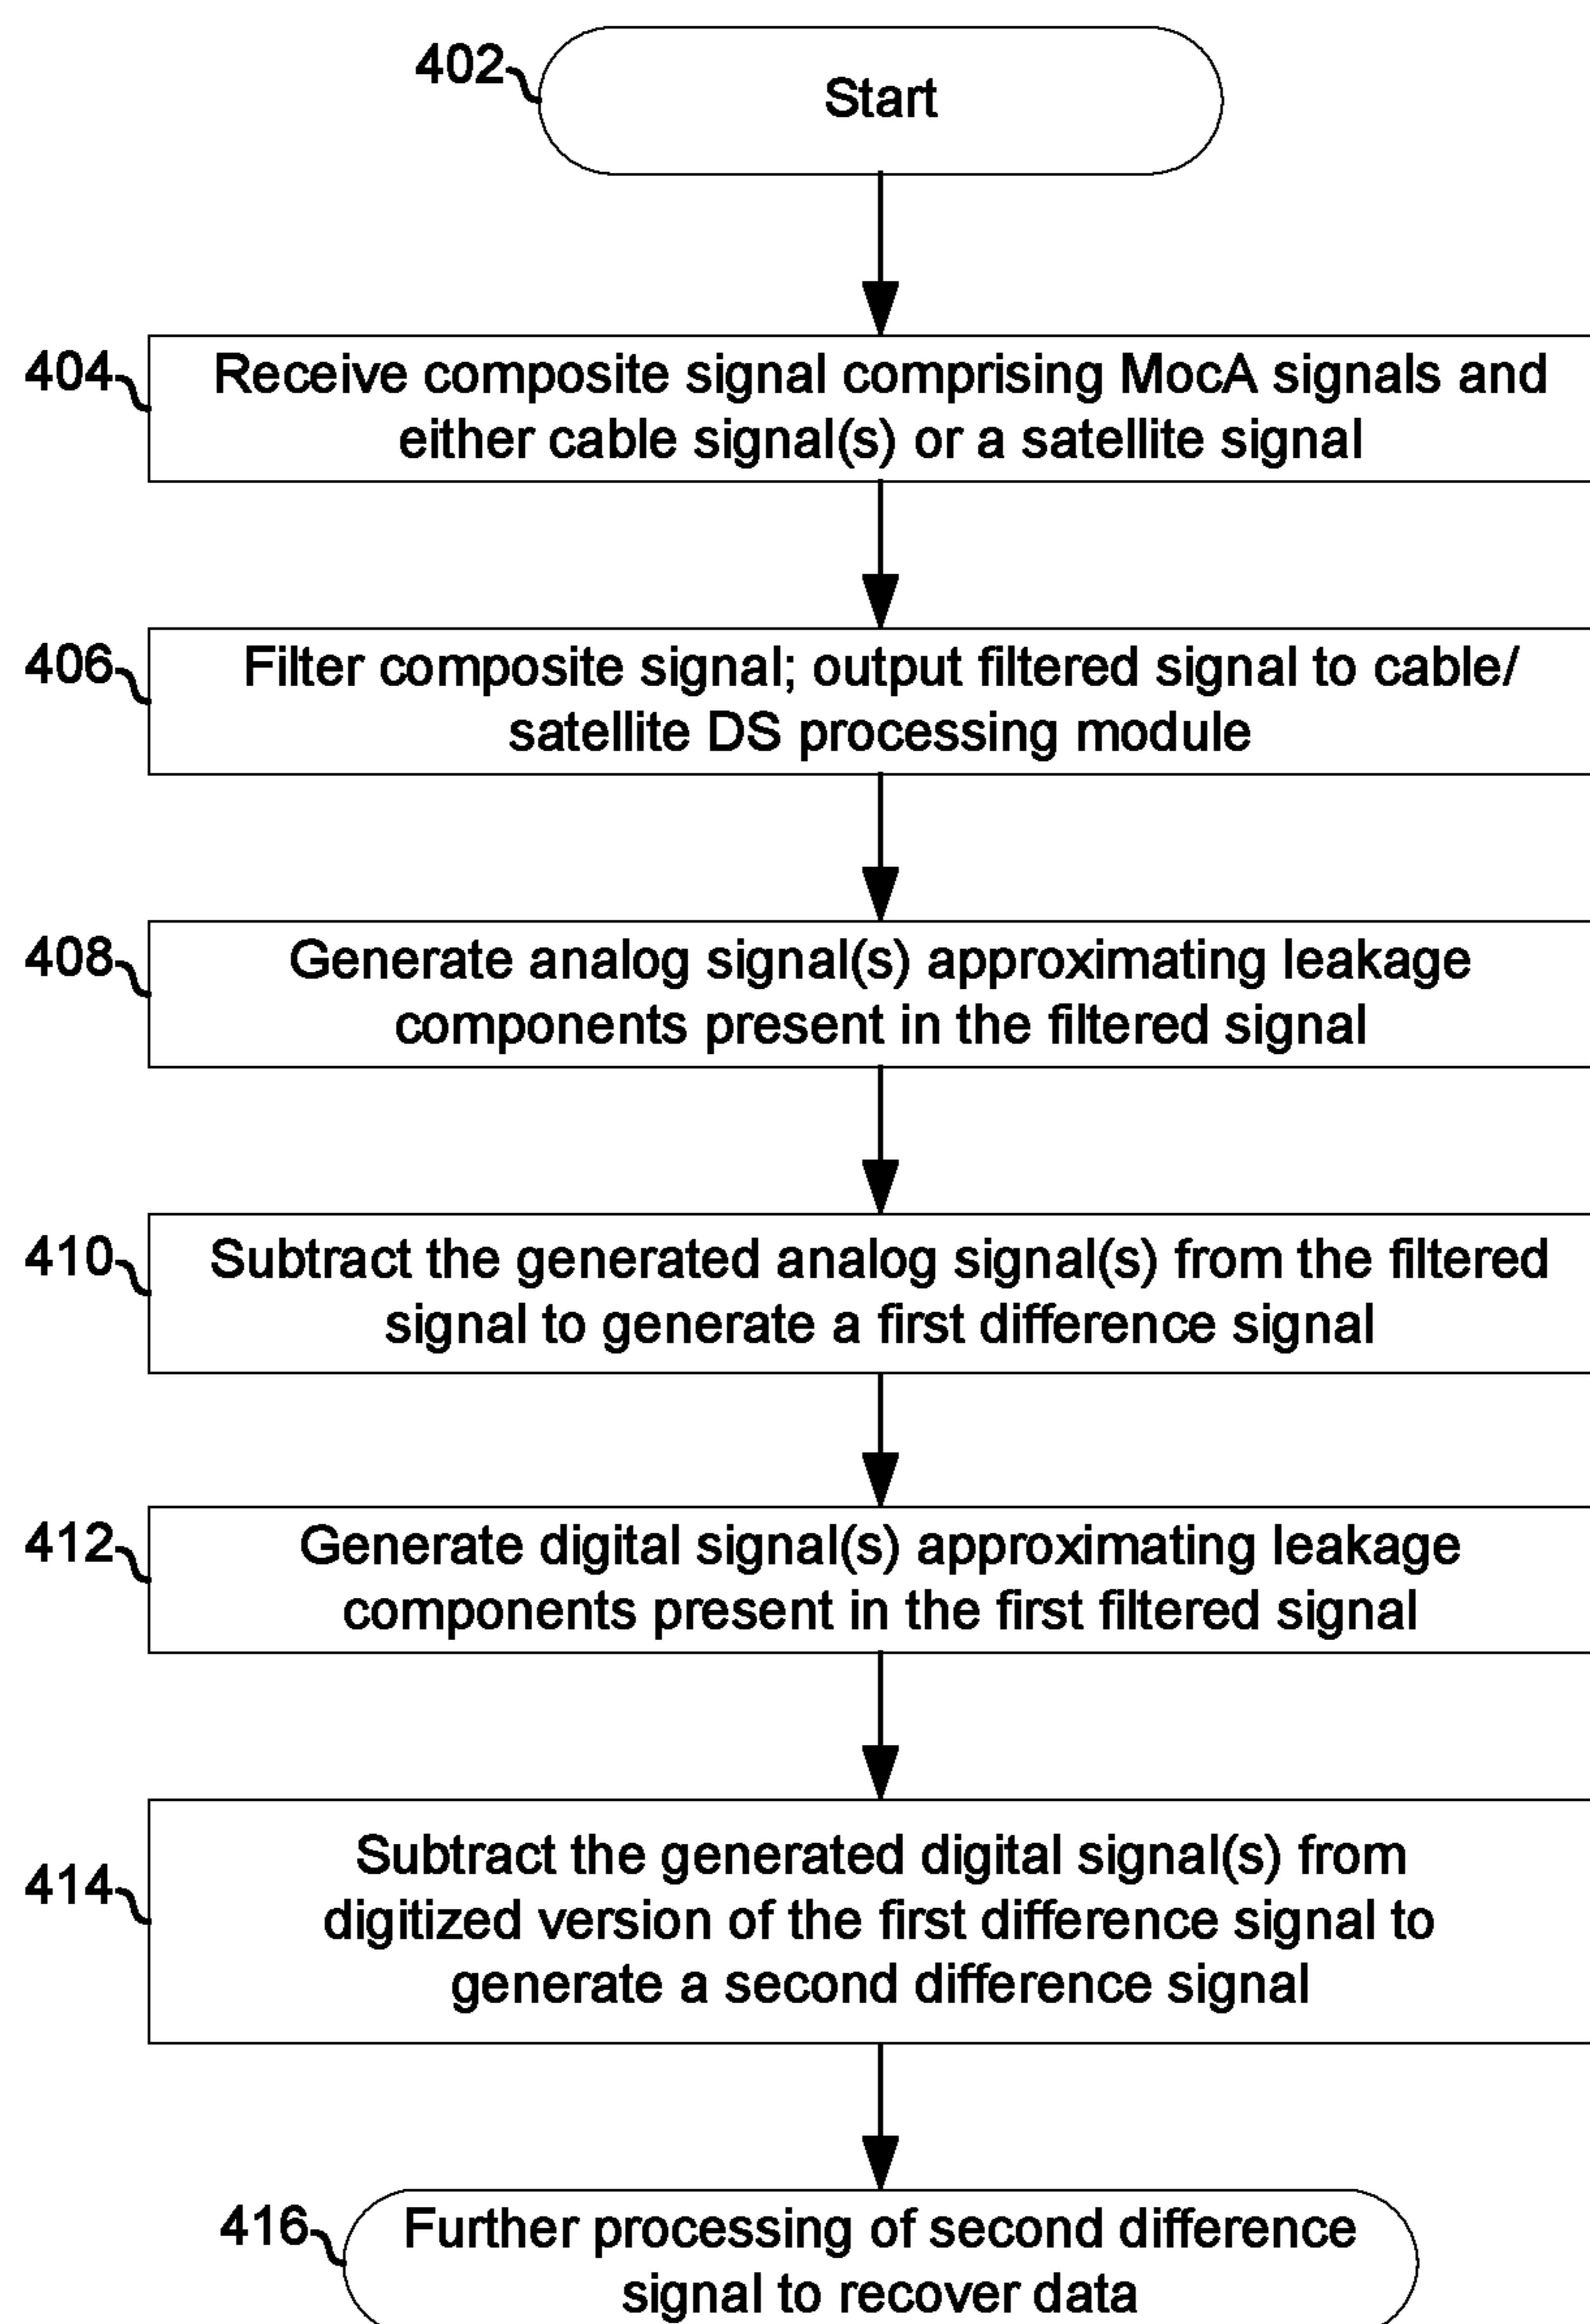 402
Start
404
Receive composite signal comprising MocA signals and
either cable signal(s) or a satellite signal
406
Filter composite signal; output filtered signal to cable/
satellite DS processing module
408
Generate analog signal(s) approximating leakage
components present in the filtered signal
410
Subtract the generated analog signal(s) from the filtered
signal to generate a first difference signal
412
Generate digital signal(s) approximating leakage
components present in the first filtered signal
414
Subtract the generated digital signal(s) from
digitized version of the first difference signal to
generate a second difference signal
416
Further processing of second difference
signal to recover data